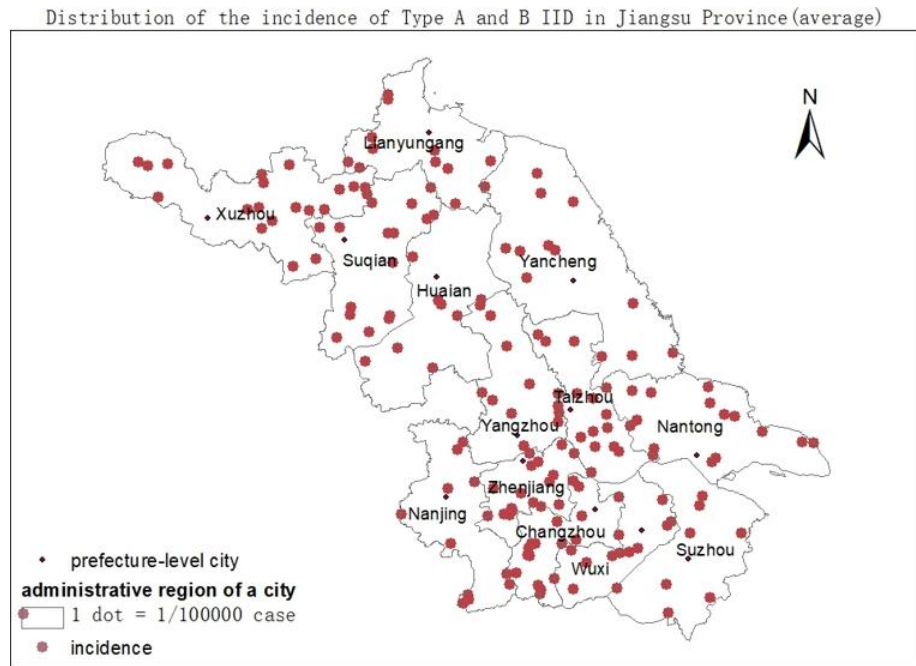 Distribution of the incidence of Type A and B IID in Jiangsu Province(average)
N
Lianyungang
Xuzhou
Suqian
Yancheng
Huaian
Taizhou
Yangzhou
Nantong
Zhenjiang
Nanjing
Changzhou
Suzhou
Wuxi
prefecture-level city
administrative region of a city
1 dot = 1/100000 case
incidence